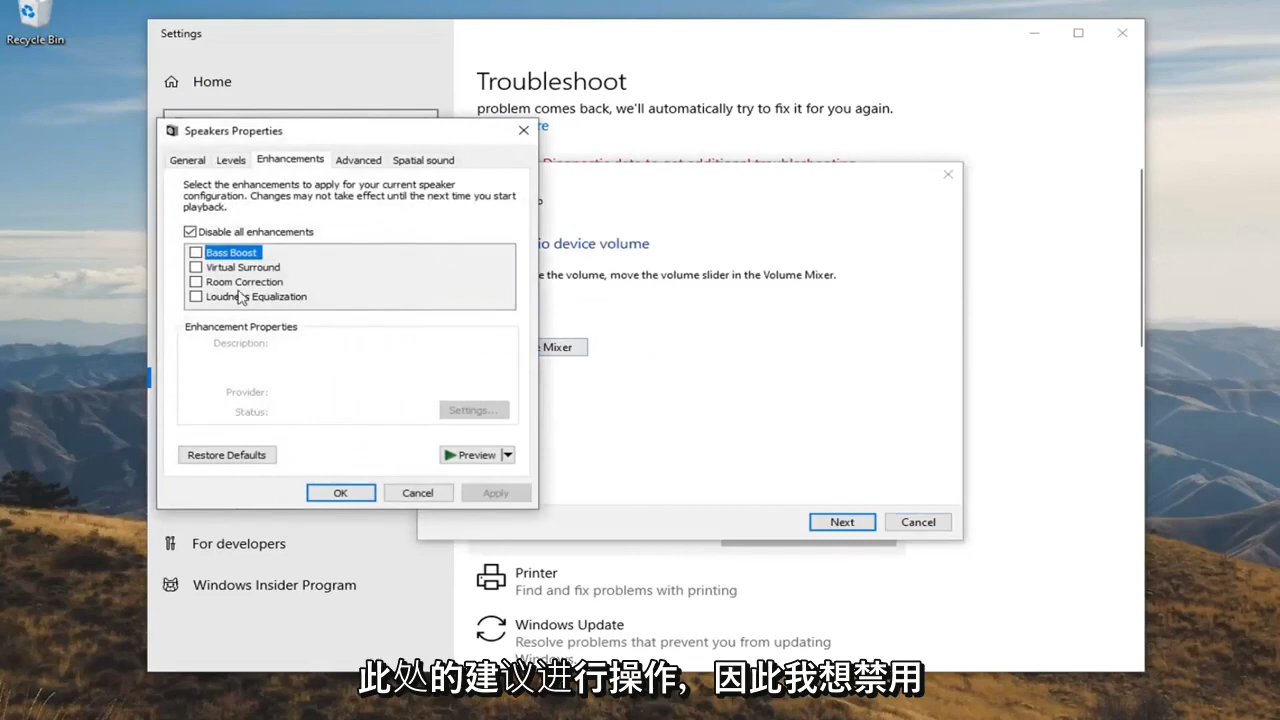 Recycle Bin
Settings
Home
Troubleshoot
problem comes back, we'll automatically try to fix it for you again.
re
Speakers Properties
General Levels Enhancements Advanced Spatial sound
Select the enhancements to apply for your current speaker
configuration. Changes may not take effect until the next time you start
playback.
Disable all enhancements
Bass Boost
Virtual Surround
Room Correction
Loudness Equalization
Enhancement Properties
Description:
Provider:
Status:
Settings...
Restore Defaults
Preview
OK
Cancel
Apply
Diagnostic data to get additional troubleshooting
io device volume
e the volume, move the volume slider in the Volume Mixer.
Mixer
Next
Cancel
For developers
Windows Insider Program
Printer
Find and fix problems with printing
Windows Update
Resolve problems that prevent you from updating
Windows
此处的建议进行操作，因此我想禁用